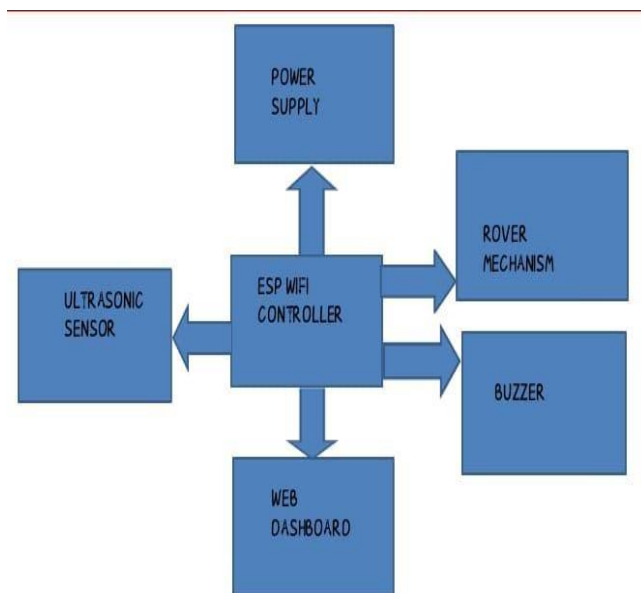 POWER
SUPPLY
ROVER
MECHANISM
ESP WIFI
CONTROLLER
ULTRASONIC
SENSOR
BUZZER
WEB
DASHBOARD